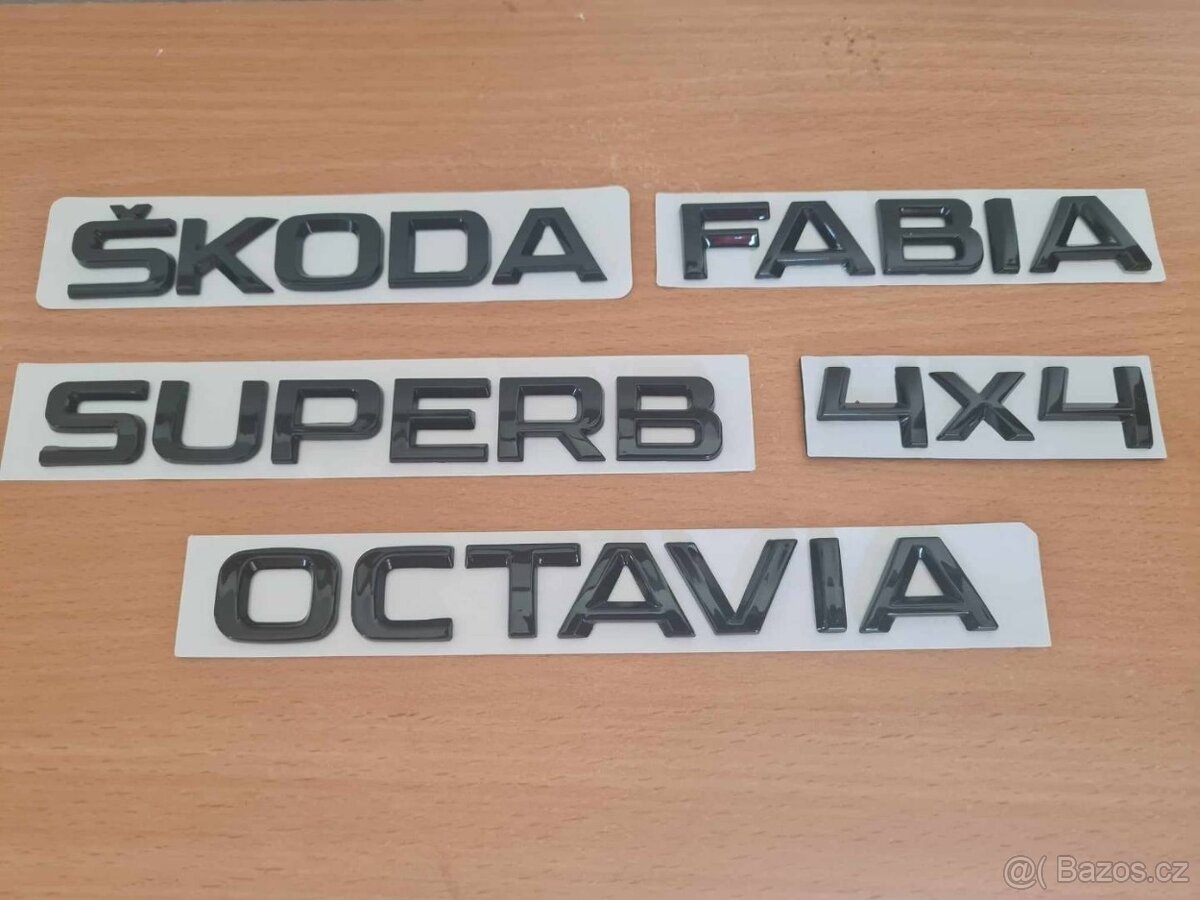 ŠKODA FABIA
SUPERB 4X4
OCTAVIA
@( Bazos.cz